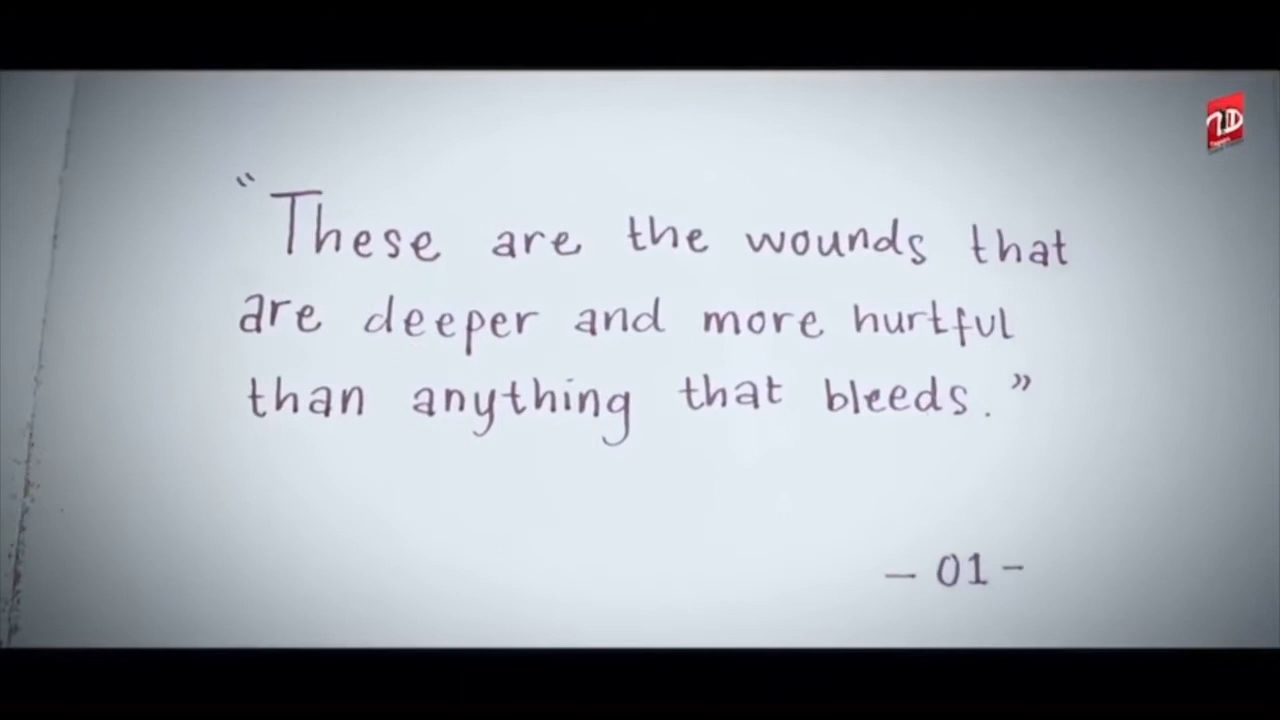 “These are the wounds that
are deeper and more hurtful
than anything that bleeds.”
— 01 -